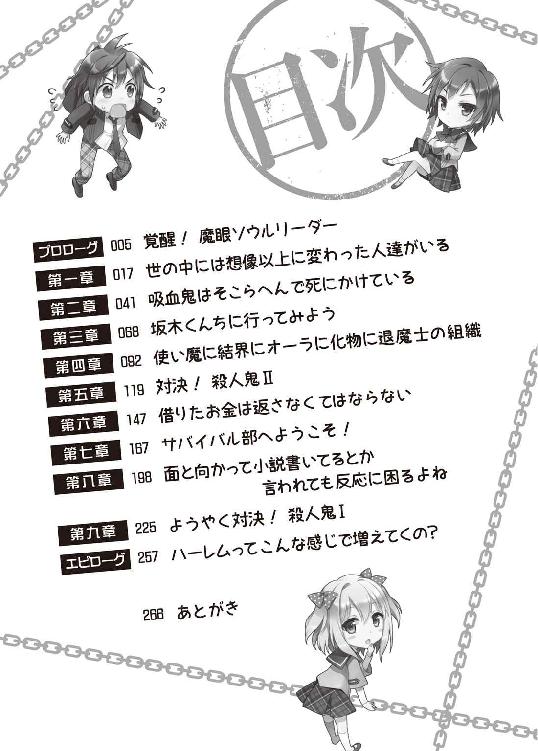 目次
プロローグ 005 覚醒！ 魔眼ソウルリーダー
第一章 017 世の中には想像以上に変わった人達がいる
第二章 041 吸血鬼はそこらへんで死にかけている
第三章 068 坂木くんちに行ってみよう
第四章 092 使い魔に結界にオーラに化物に退魔士の組織
第五章 119 対決！ 殺人鬼Ⅱ
第六章 147 借りたお金は返さなくてはならない
第七章 167 サバイバル部へようこそ！
第八章 198 面と向かって小説書いてるとか
言われても反応に困るよね
第九章 225 ようやく対決！ 殺人鬼Ⅰ
エピローグ 257 ハーレムってこんな感じで増えてくの？
268 あとがき